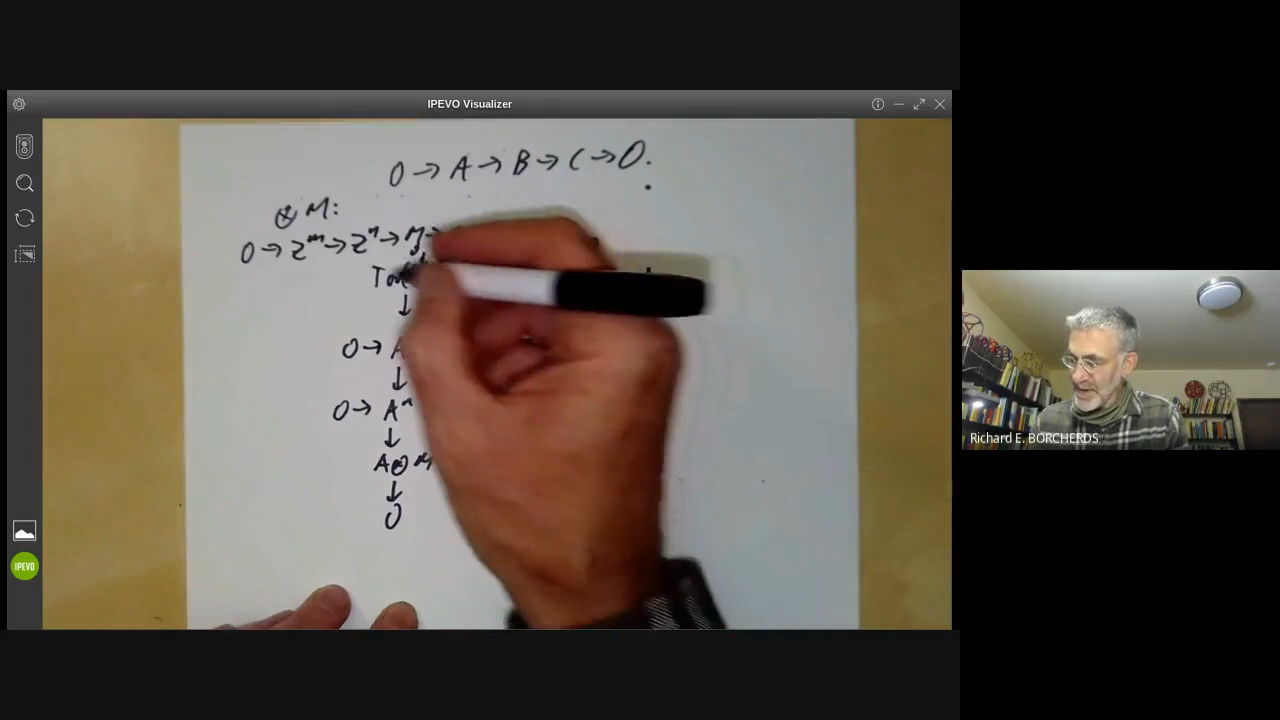 IPEVO Visualizer
0 → A → B → C → 0.
⊗ M:
0 → Z^m → Z^n → M →
Tor
↓
0 → A
↓
0 → A^n
↓
A ⊗ M
↓
0
IPEVO
Richard E. BORCHERDS